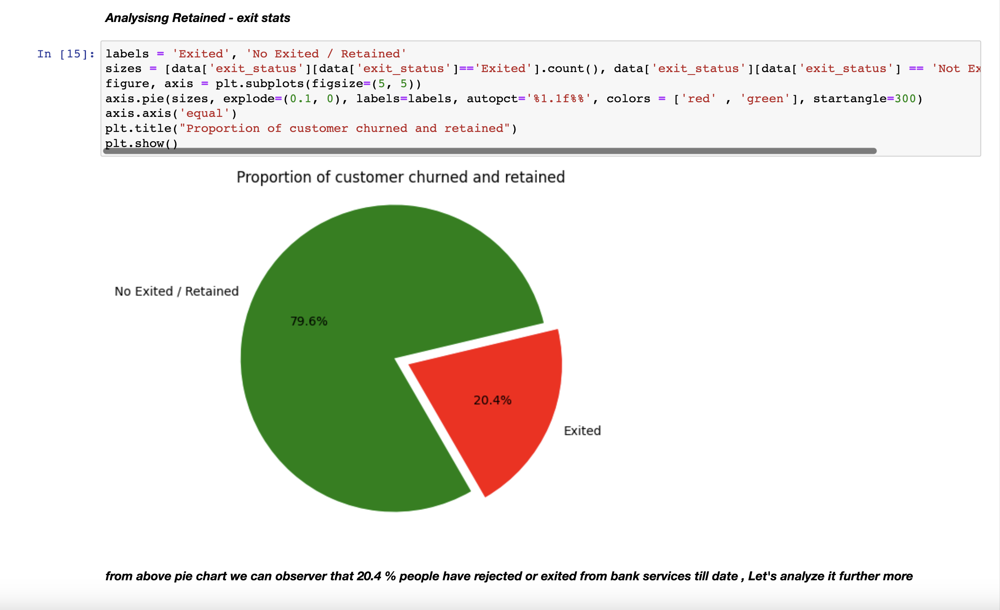 Analysisng Retained - exit stats
In [15]:
labels = 'Exited', 'No Exited / Retained'
sizes = [data['exit_status'][data['exit_status']=='Exited'].count(), data['exit_status'][data['exit_status'] == 'Not Ex
figure, axis = plt.subplots(figsize=(5, 5))
axis.pie(sizes, explode=(0.1, 0), labels=labels, autopct='%1.1f%%', colors = ['red' , 'green'], startangle=300)
axis.axis('equal')
plt.title("Proportion of customer churned and retained")
plt.show()
Proportion of customer churned and retained
No Exited / Retained
79.6%
20.4%
Exited
from above pie chart we can observer that 20.4 % people have rejected or exited from bank services till date , Let's analyze it further more